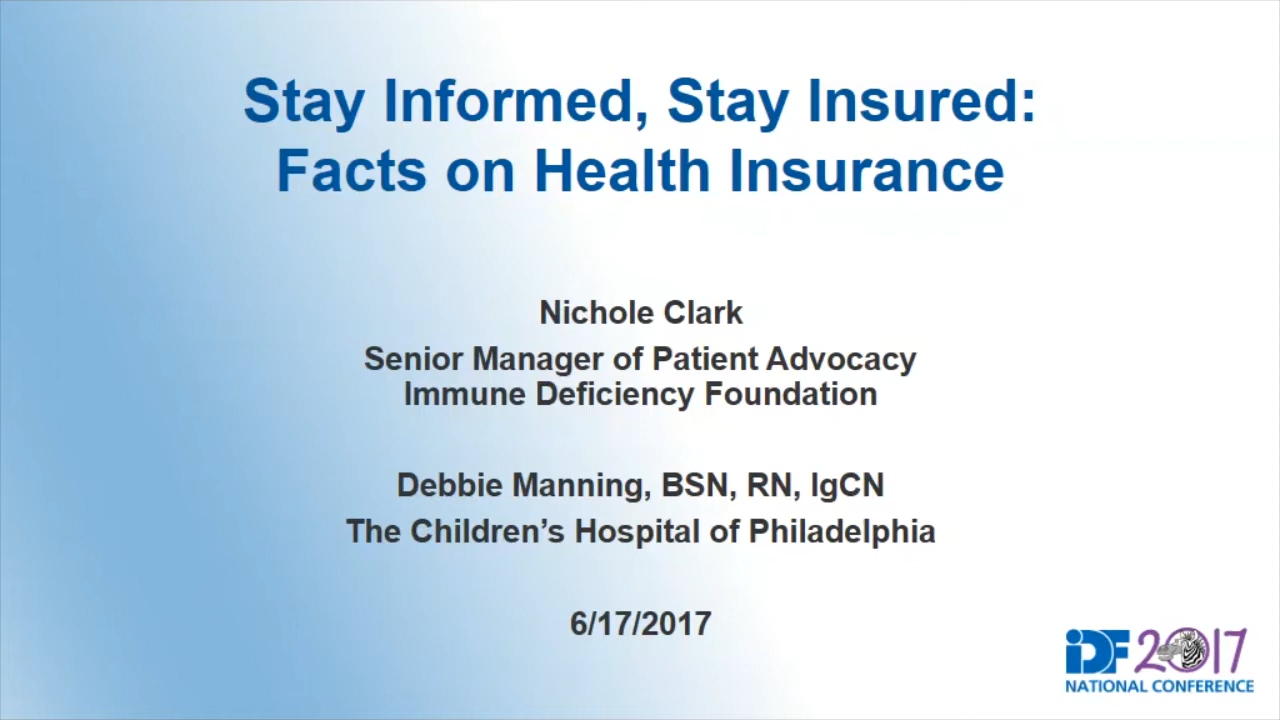 Stay Informed, Stay Insured:
Facts on Health Insurance
Nichole Clark
Senior Manager of Patient Advocacy
Immune Deficiency Foundation
Debbie Manning, BSN, RN, IgCN
The Children’s Hospital of Philadelphia
6/17/2017
iDF 2017
NATIONAL CONFERENCE